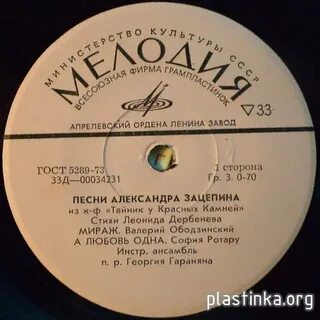 МИНИСТЕРСТВО КУЛЬТУРЫ СССР
МЕЛОДИЯ
ВСЕСОЮЗНАЯ ФИРМА ГРАМПЛАСТИНОК
▽33
АПРЕЛЕВСКИЙ ОРДЕНА ЛЕНИНА ЗАВОД
ГОСТ 5289-73
1 сторона
33Д-00034231
Гр. 3. 0-70
ПЕСНИ АЛЕКСАНДРА ЗАЦЕПИНА
из к-ф «Тайник у Красных Камней»
Стихи Леонида Дербенева
МИРАЖ. Валерий Ободзинский
А ЛЮБОВЬ ОДНА. София Ротару
Инстр. ансамбль
п. р. Георгия Гараняна
plastinka.org